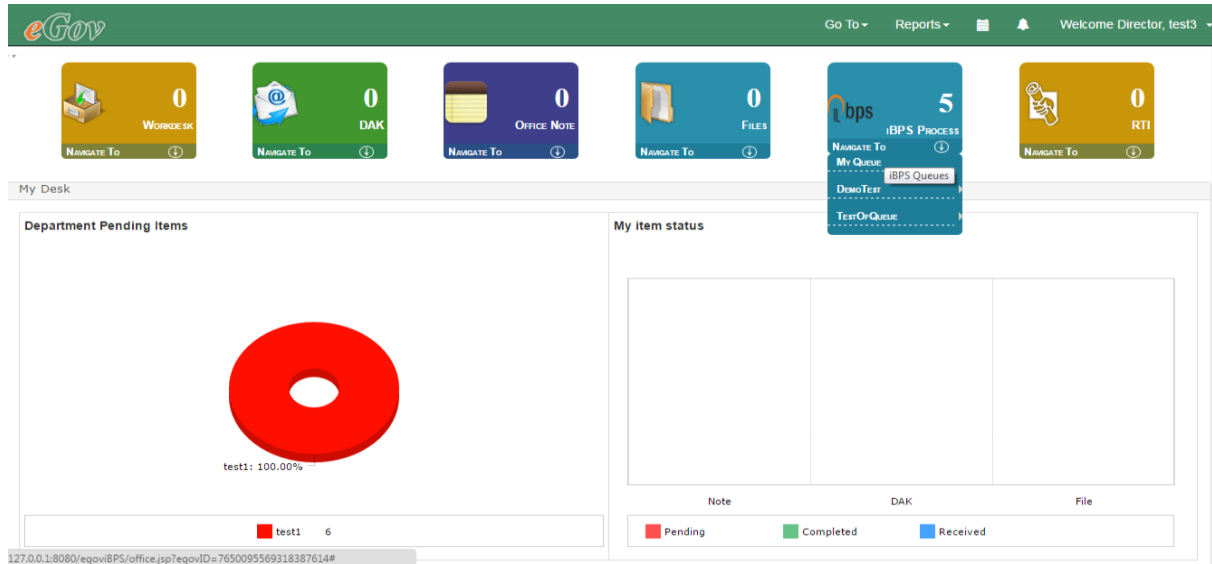 eGov
Go To
Reports
Welcome Director, test3
0
WORKDESK
NAVIGATE TO
0
DAK
NAVIGATE TO
0
OFFICE NOTE
NAVIGATE TO
0
FILES
NAVIGATE TO
ibps
5
IBPS PROCESS
NAVIGATE TO
MY QUEUE
iBPS Queues
DEMOTEST
TESTOFQUEUE
0
RTI
NAVIGATE TO
My Desk
Department Pending Items
test1: 100.00%
test1 6
My item status
Note DAK File
Pending Completed Received
127.0.0.1:8080/egoviBPS/office.jsp?egovID=7650095569318387614#